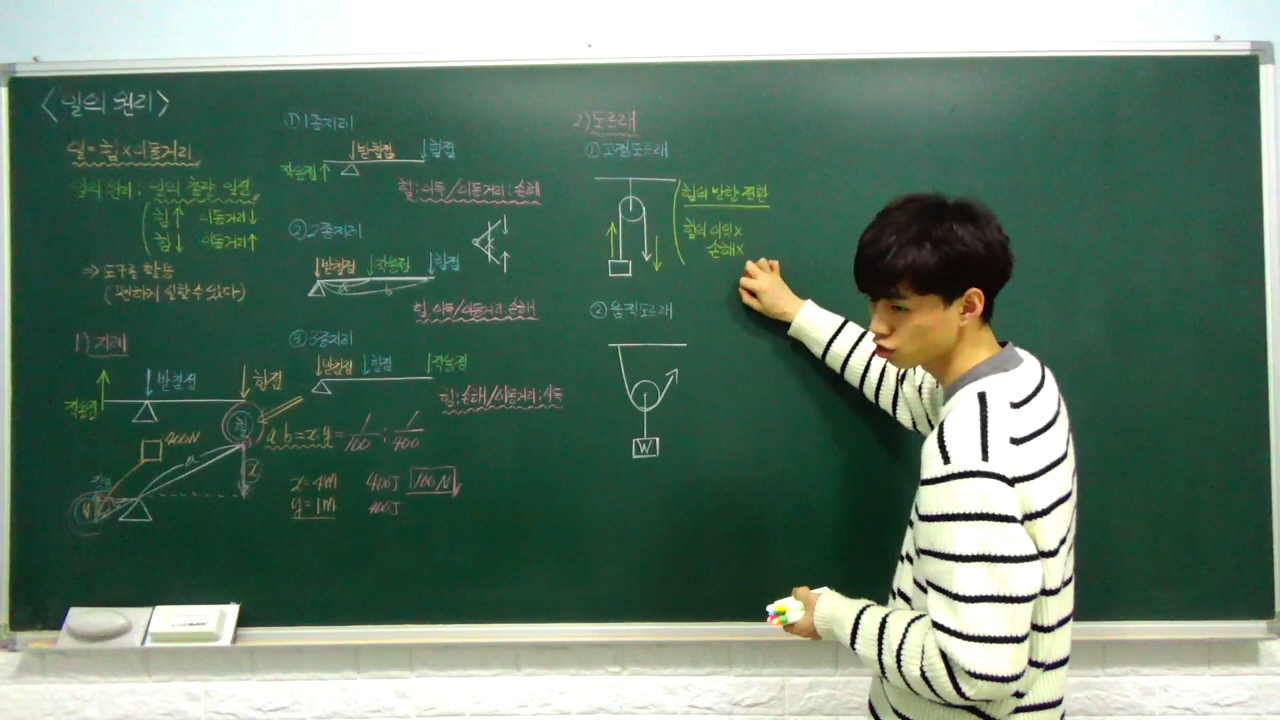 <일의 원리>
일 = 힘 × 이동거리
일의 원리 : 일의 총량 일정
힘↑ 이동거리↓
힘↓ 이동거리↑
⇒ 도구를 활용
(편하게 일할 수 있다)
1) 지레
받침점 힘점
작용점
힘
400N
a
x
y
a:b=x:y = 1/100 : 1/400
x=4m 400J 100N
y=1m 400J
① 1종지레
받침점 힘점
작용점
힘:이득/이동거리:손해
② 2종지레
받침점 작용점 힘점
a b
힘:이득/이동거리:손해
③ 3종지레
받침점 힘점 작용점
힘:손해/이동거리:이득
2) 도르래
① 고정도르래
힘의 방향 전환
힘의 이익×
손해×
② 움직도르래
W